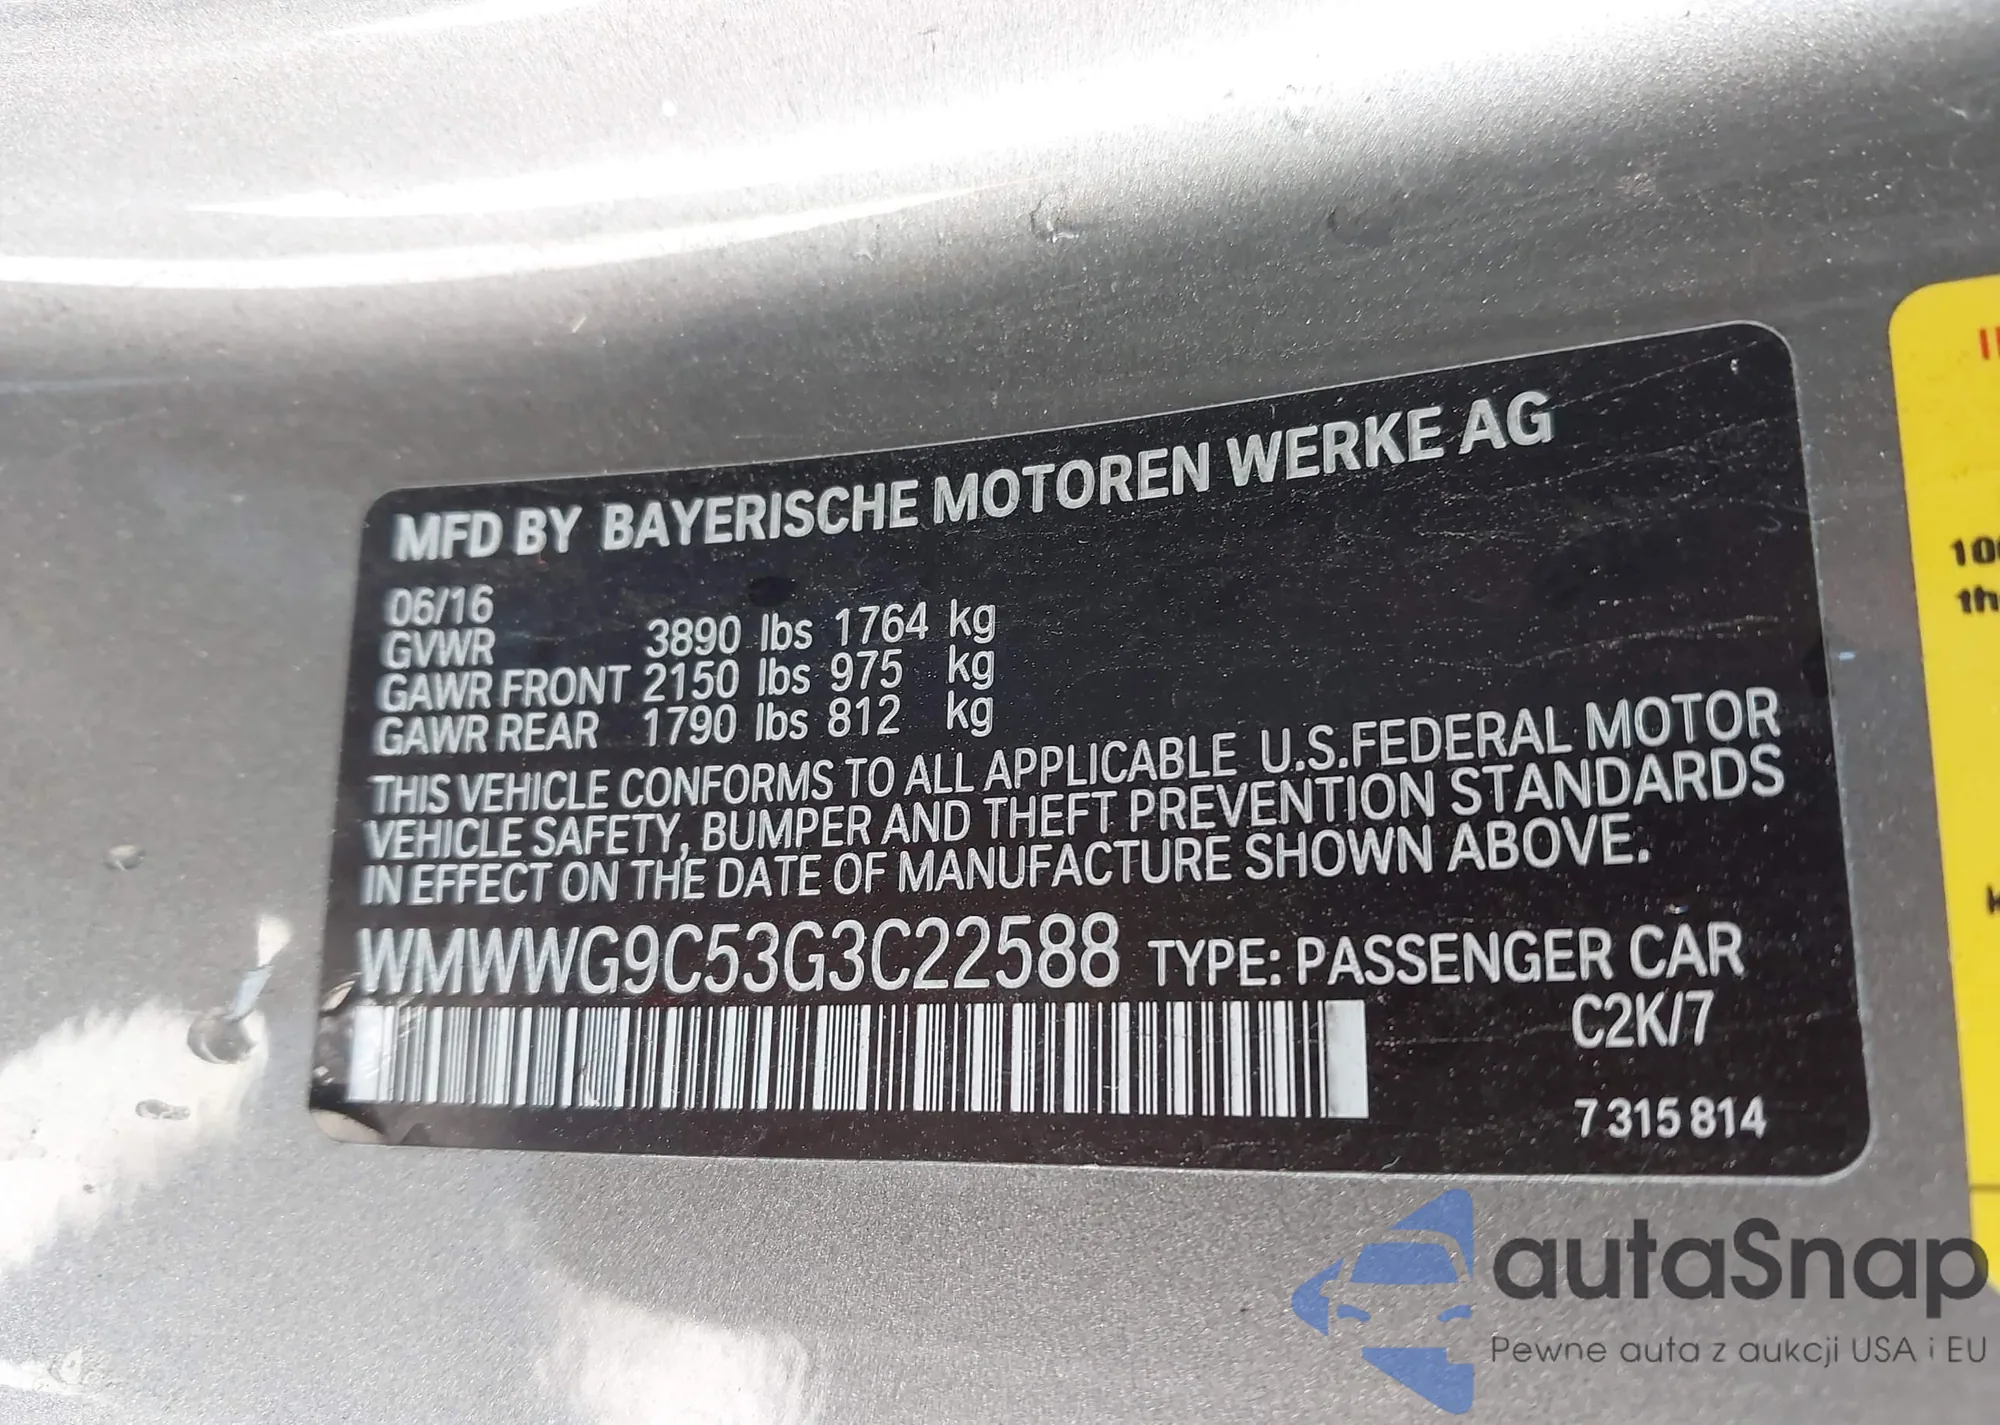 MFD BY BAYERISCHE MOTOREN WERKE AG
06/16
GVWR 3890 lbs 1764 kg
GAWR FRONT 2150 lbs 975 kg
GAWR REAR 1790 lbs 812 kg
THIS VEHICLE CONFORMS TO ALL APPLICABLE U.S.FEDERAL MOTOR
VEHICLE SAFETY, BUMPER AND THEFT PREVENTION STANDARDS
IN EFFECT ON THE DATE OF MANUFACTURE SHOWN ABOVE.
WMWWG9C53G3C22588 TYPE: PASSENGER CAR
C2K/7
7 315 814
autaSnap
Pewne auta z aukcji USA i EU